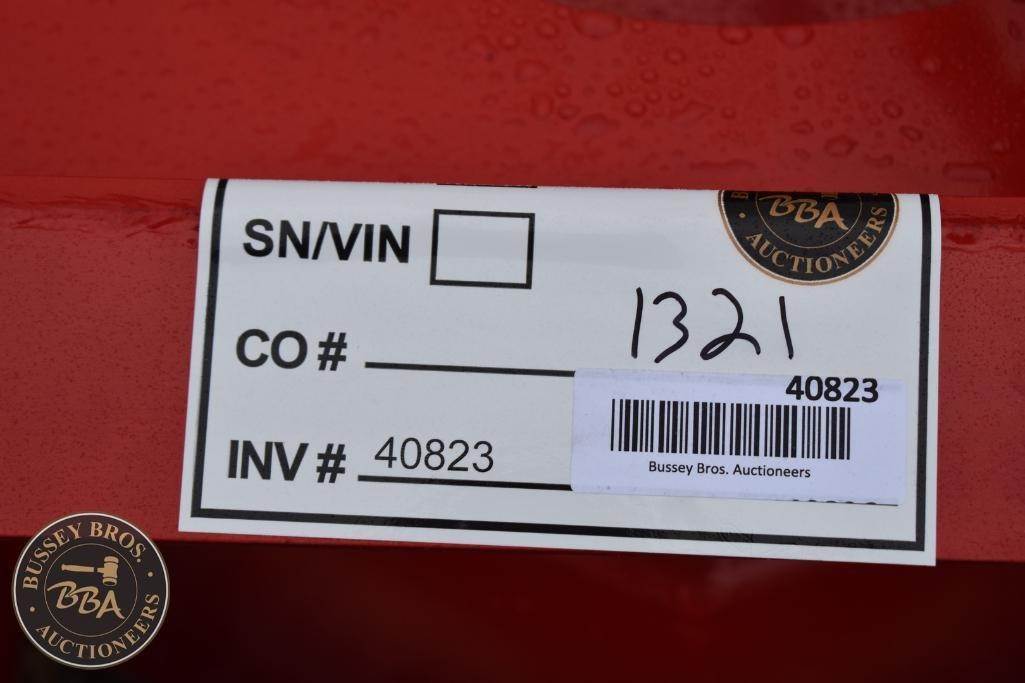 SN/VIN
BBA
AUCTIONEERS
CO #
1321
40823
INV # 40823
Bussey Bros. Auctioneers
BUSSEY BROS.
BBA
AUCTIONEERS